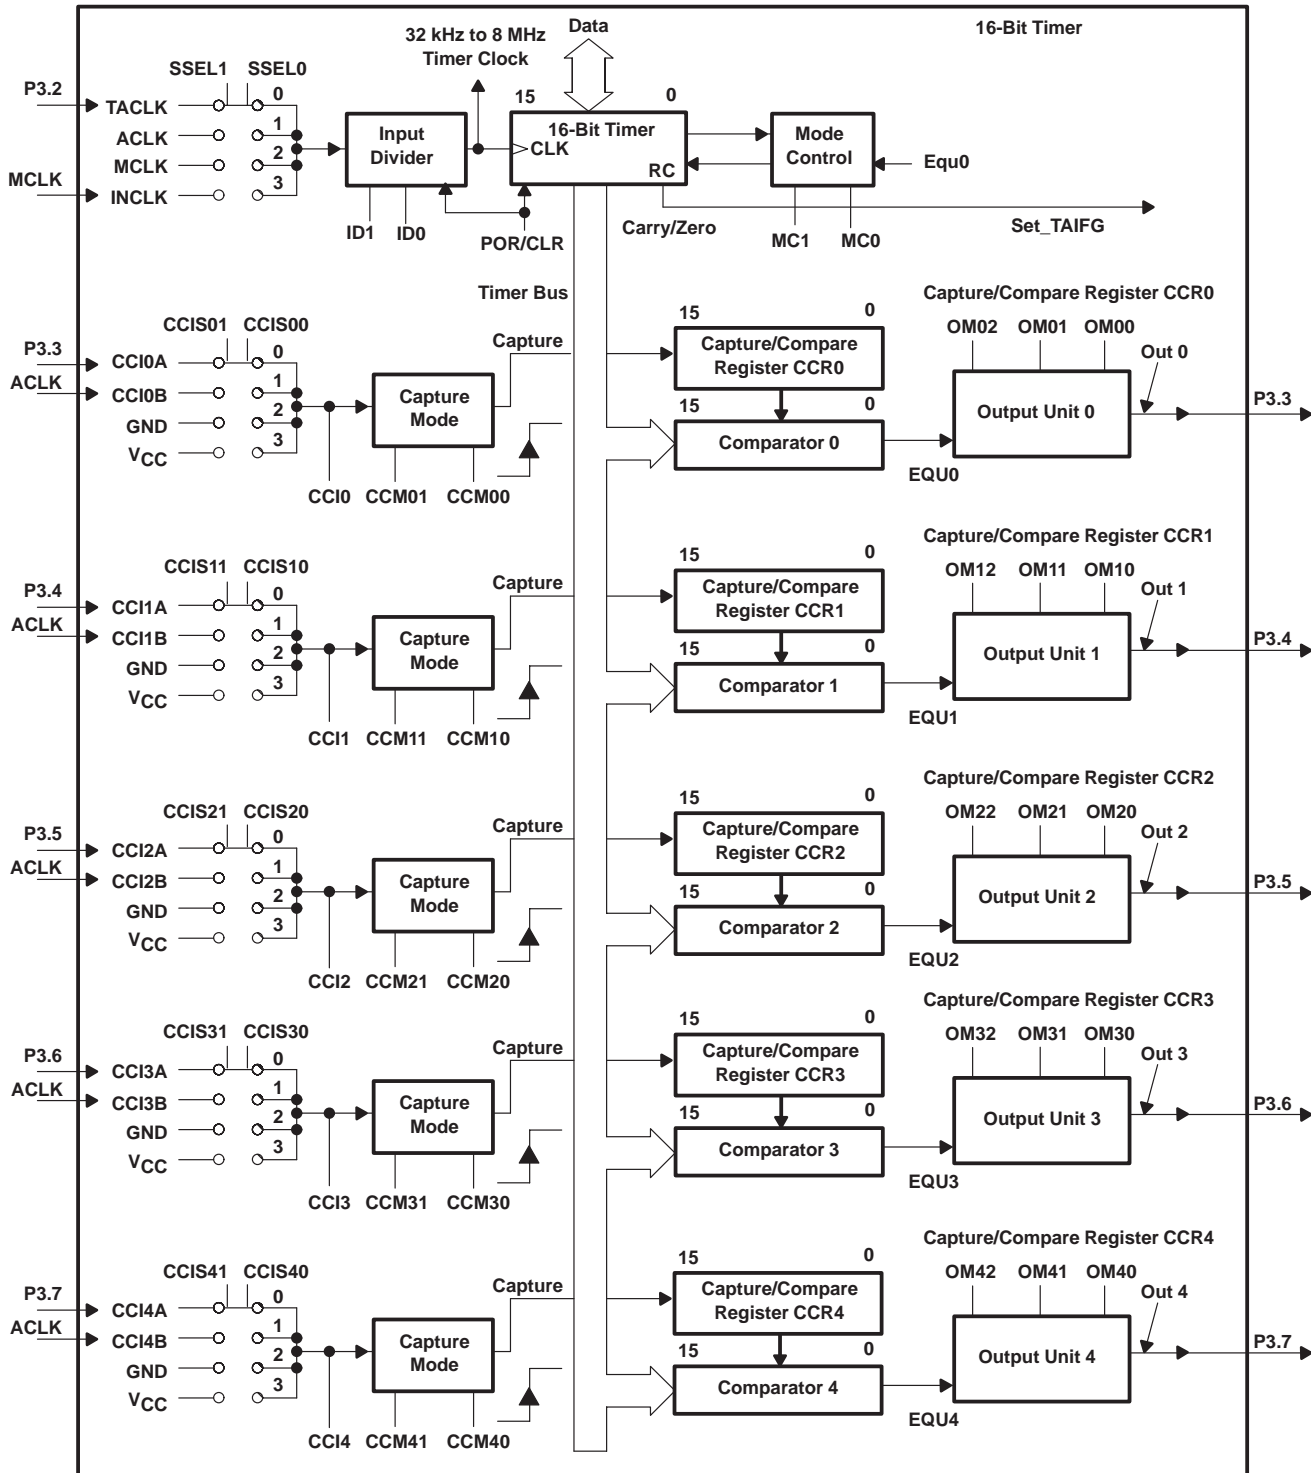 16-Bit Timer
32 kHz to 8 MHz
Timer Clock
Data
SSEL1 SSEL0
P3.2
TACLK
0
ACLK
1
MCLK
2
MCLK
INCLK
3
Input
Divider
ID1 ID0
15 0
16-Bit Timer
CLK
RC
POR/CLR
Mode
Control
Equ0
MC1 MC0
Carry/Zero
Set_TAIFG
Timer Bus
CCIS01 CCIS00
P3.3
CCI0A
0
ACLK
CCI0B
1
GND
2
VCC
3
CCI0
Capture
Mode
CCM01 CCM00
Capture
15 0
Capture/Compare
Register CCR0
15 0
Comparator 0
EQU0
Capture/Compare Register CCR0
OM02 OM01 OM00
Output Unit 0
Out 0
P3.3
CCIS11 CCIS10
P3.4
CCI1A
0
ACLK
CCI1B
1
GND
2
VCC
3
CCI1
Capture
Mode
CCM11 CCM10
Capture
15 0
Capture/Compare
Register CCR1
15 0
Comparator 1
EQU1
Capture/Compare Register CCR1
OM12 OM11 OM10
Output Unit 1
Out 1
P3.4
CCIS21 CCIS20
P3.5
CCI2A
0
ACLK
CCI2B
1
GND
2
VCC
3
CCI2
Capture
Mode
CCM21 CCM20
Capture
15 0
Capture/Compare
Register CCR2
15 0
Comparator 2
EQU2
Capture/Compare Register CCR2
OM22 OM21 OM20
Output Unit 2
Out 2
P3.5
CCIS31 CCIS30
P3.6
CCI3A
0
ACLK
CCI3B
1
GND
2
VCC
3
CCI3
Capture
Mode
CCM31 CCM30
Capture
15 0
Capture/Compare
Register CCR3
15 0
Comparator 3
EQU3
Capture/Compare Register CCR3
OM32 OM31 OM30
Output Unit 3
Out 3
P3.6
CCIS41 CCIS40
P3.7
CCI4A
0
ACLK
CCI4B
1
GND
2
VCC
3
CCI4
Capture
Mode
CCM41 CCM40
Capture
15 0
Capture/Compare
Register CCR4
15 0
Comparator 4
EQU4
Capture/Compare Register CCR4
OM42 OM41 OM40
Output Unit 4
Out 4
P3.7